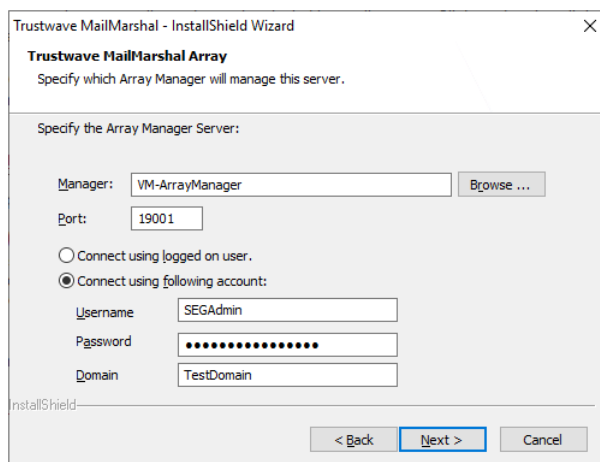 Trustwave MailMarshal - InstallShield Wizard
Trustwave MailMarshal Array
Specify which Array Manager will manage this server.
Specify the Array Manager Server:
Manager: VM-ArrayManager Browse ...
Port: 19001
Connect using logged on user.
Connect using following account:
Username SEGAdmin
Password ●●●●●●●●●●●●●●●●
Domain TestDomain
InstallShield
< Back Next > Cancel